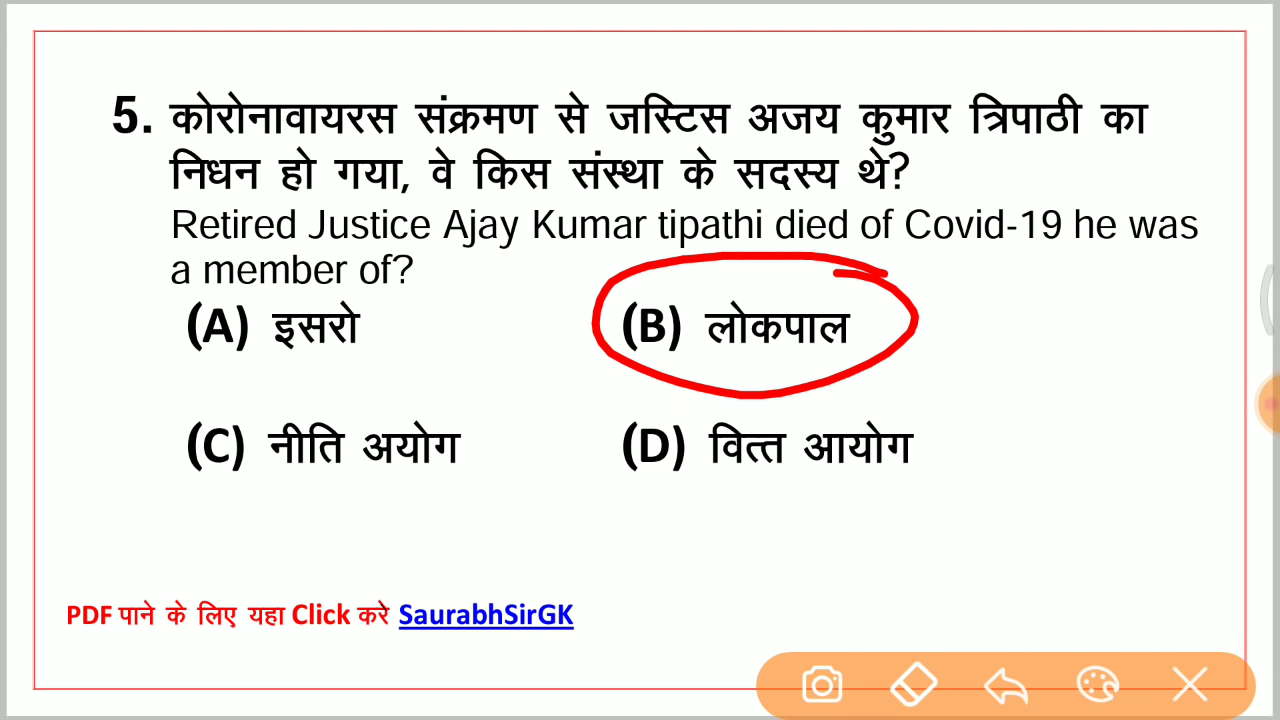 5. कोरोनावायरस संक्रमण से जस्टिस अजय कुमार त्रिपाठी का
निधन हो गया, वे किस संस्था के सदस्य थे?
Retired Justice Ajay Kumar tipathi died of Covid-19 he was
a member of?
(A) इसरो (B) लोकपाल
(C) नीति अयोग (D) वित्त आयोग
PDF पाने के लिए यहा Click करे SaurabhSirGK